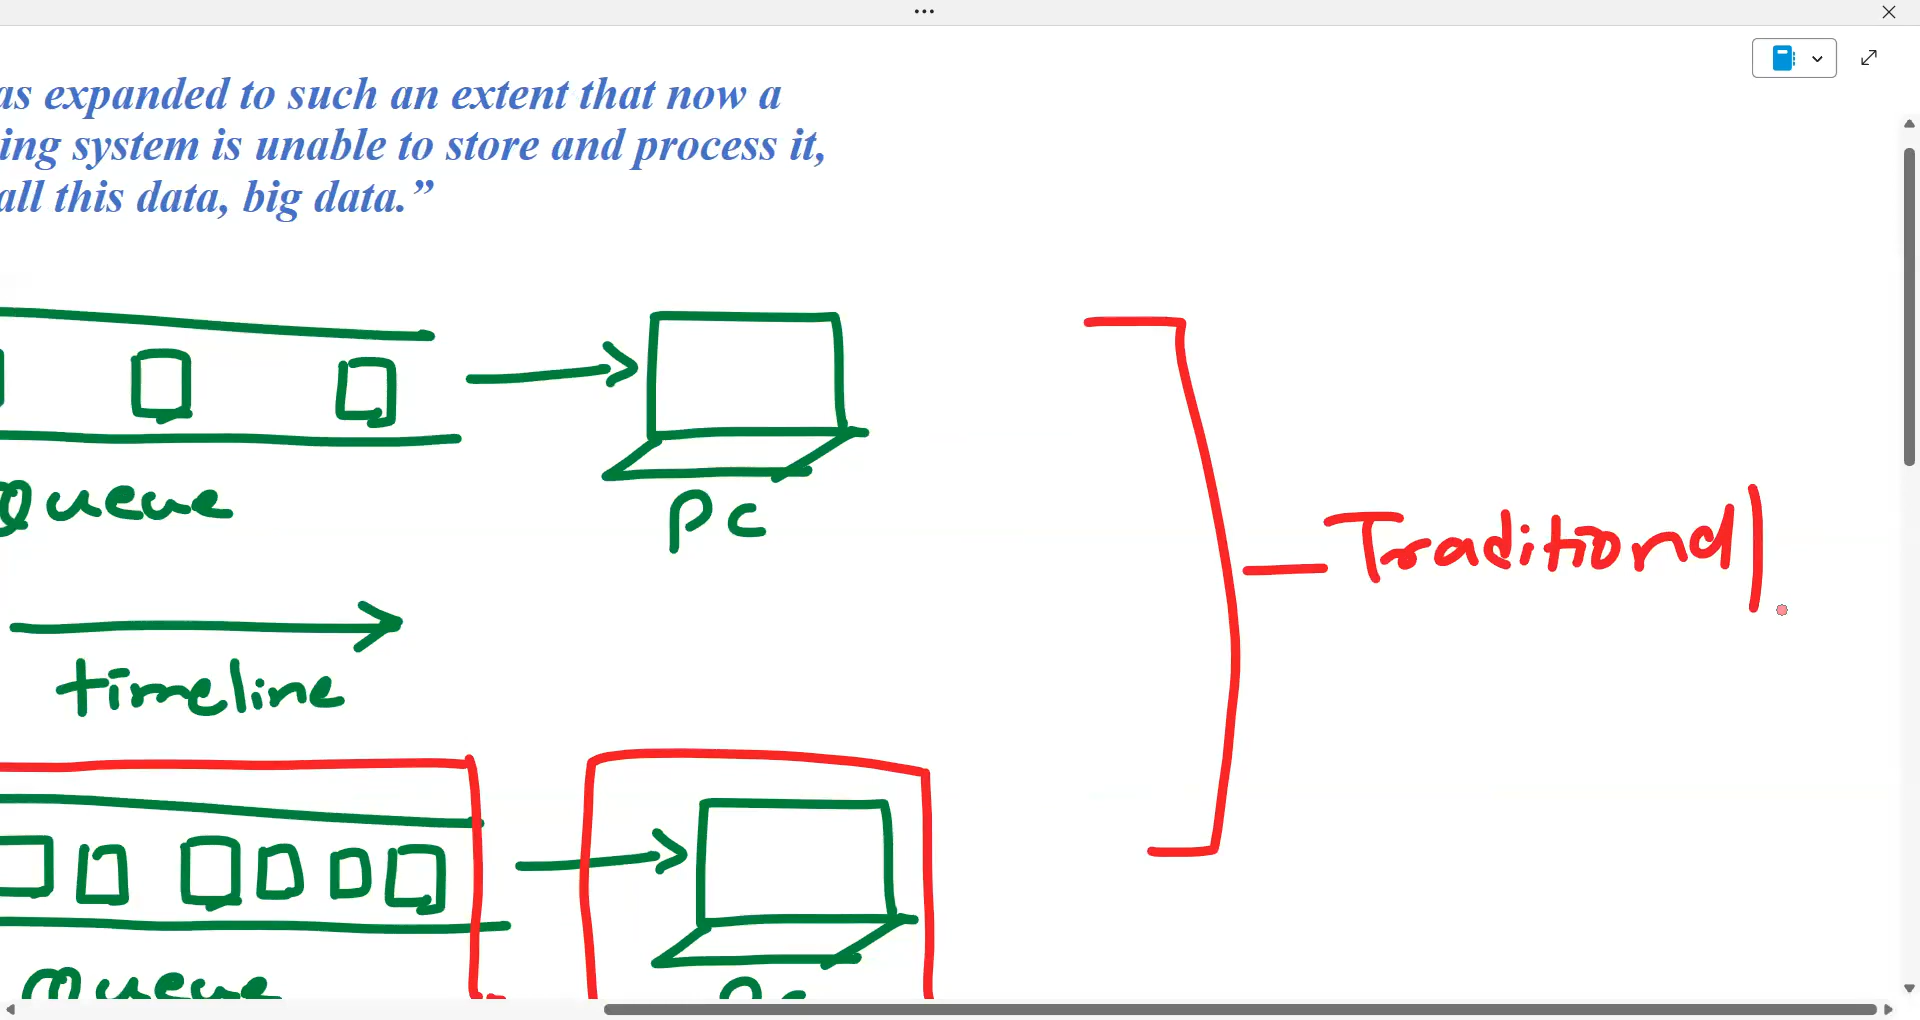 as expanded to such an extent that now a
ing system is unable to store and process it,
all this data, big data.”
Queue
PC
Traditional
timeline
Queue